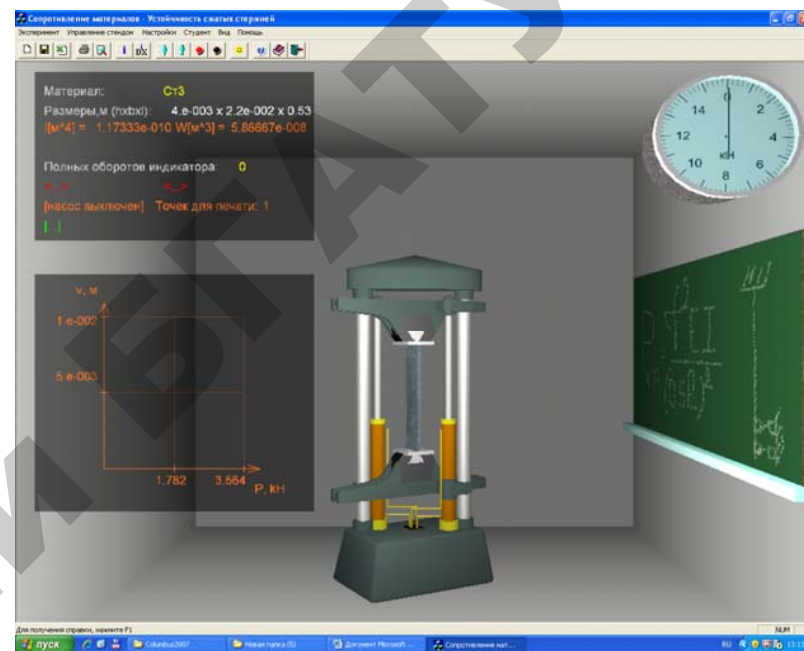 Сопротивление материалов - Устойчивость сжатых стержней
Эксперимент Управление стендом Настройки Студент Вид Помощь
Материал: Ст3
Размеры,м (hxbxl): 4.e-003 x 2.2e-002 x 0.53
I[м^4] = 1.17333e-010 W[м^3] = 5.86667e-008
Полных оборотов индикатора: 0
<...> <...>
[насос выключен] Точек для печати: 1
[...]
v, м
1 e-002
5 e-003
1.782 3.564 P, кН
0
14 2
12 4
кН
10 6
8
БГАТУ
Для получения справки, нажмите F1
NUM
пуск
Columbus2007
Новая папка (5)
Документ Microsoft ...
Сопротивление мат...
RU